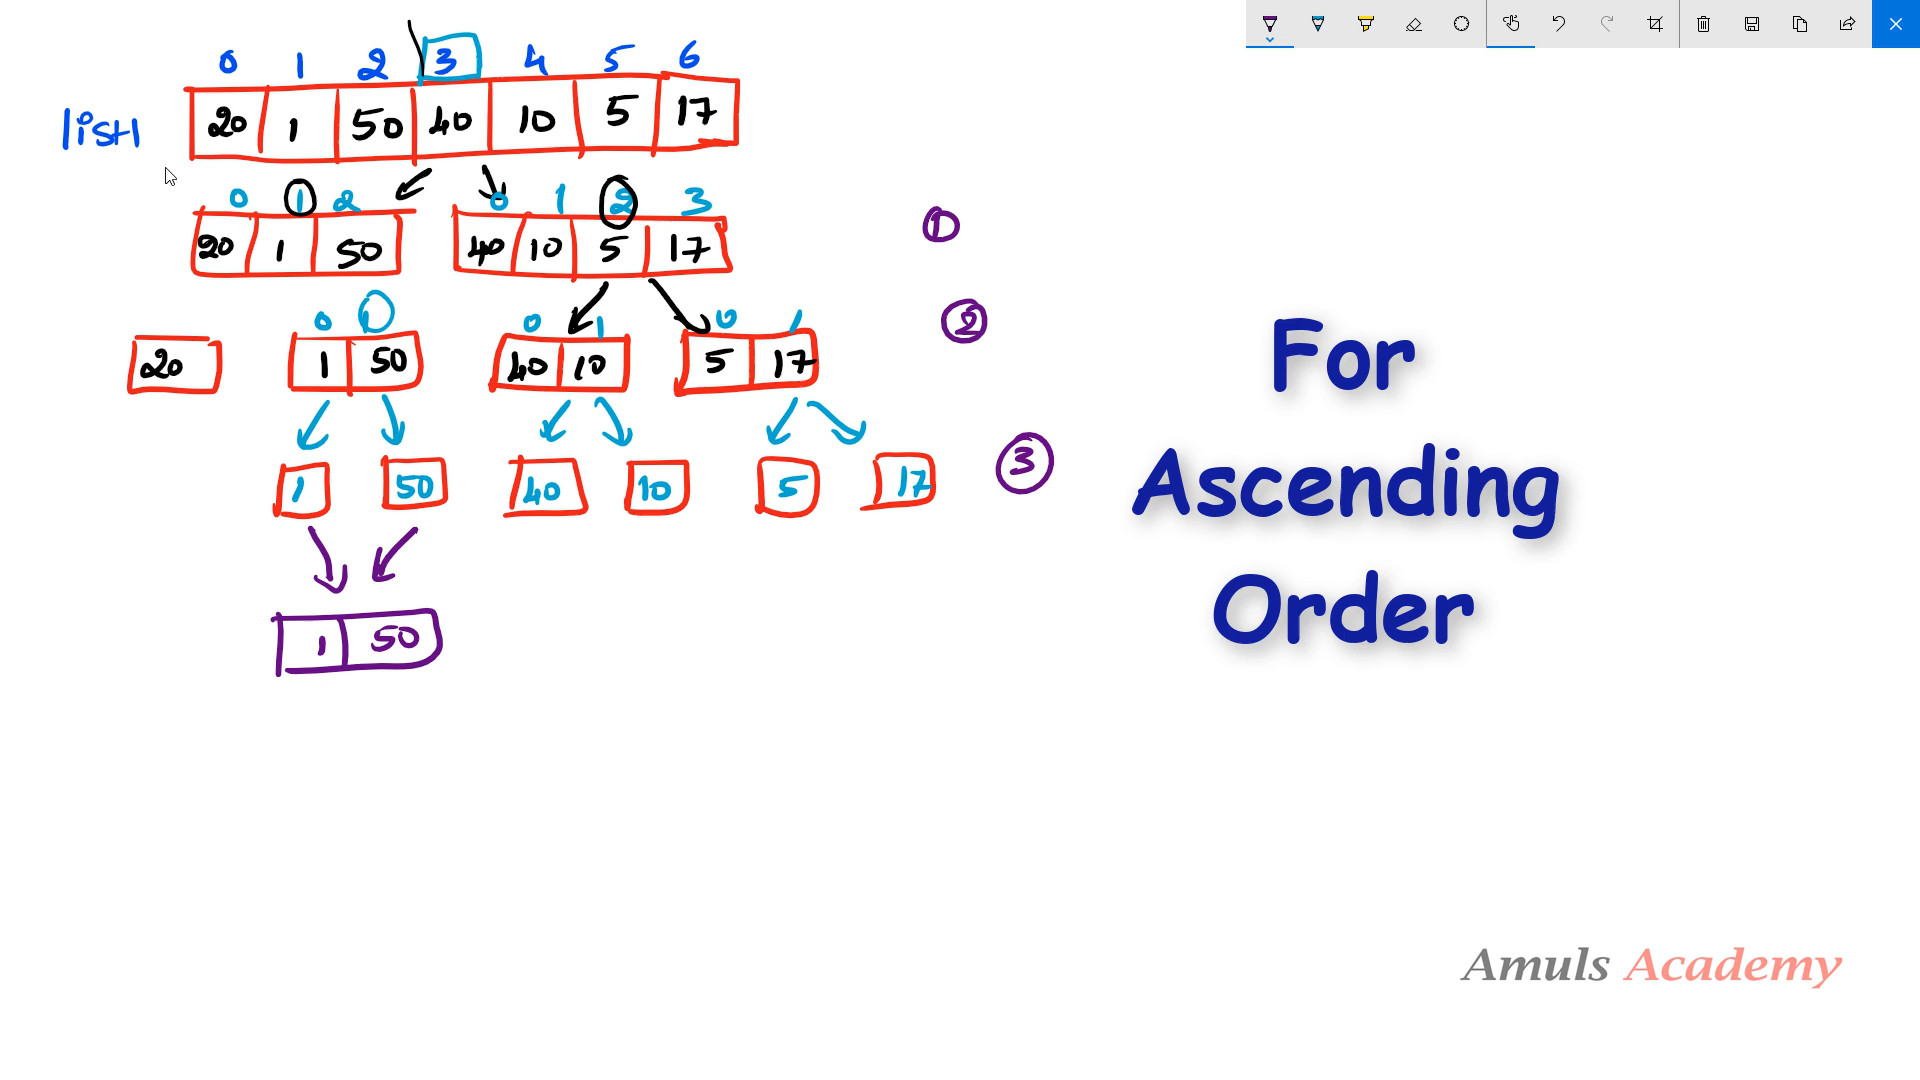 0 1 2 3 4 5 6
list1 20 1 50 40 10 5 17
0 1 2 0 1 2 3
20 1 50 40 10 5 17 1
0 1 0 1 0 1 2
20 1 50 40 10 5 17
1 50 40 10 5 17 3
1 50
For
Ascending
Order
Amuls Academy